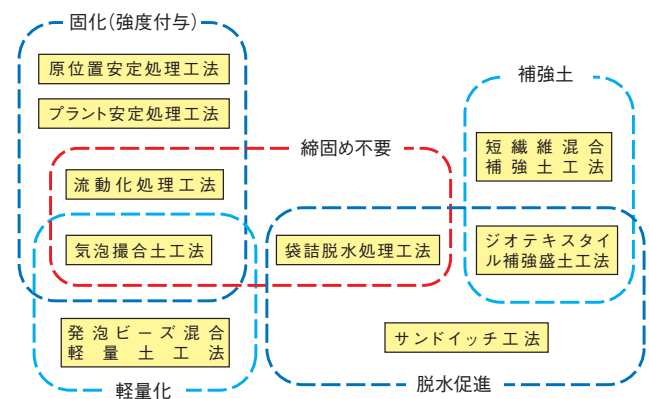 固化（強度付与）
原位置安定処理工法
プラント安定処理工法
補強土
締固め不要
短繊維混合
補強土工法
流動化処理工法
気泡撮合土工法
袋詰脱水処理工法
ジオテキスタイ
ル補強盛土工法
発泡ビーズ混合
軽量土工法
サンドイッチ工法
軽量化
脱水促進